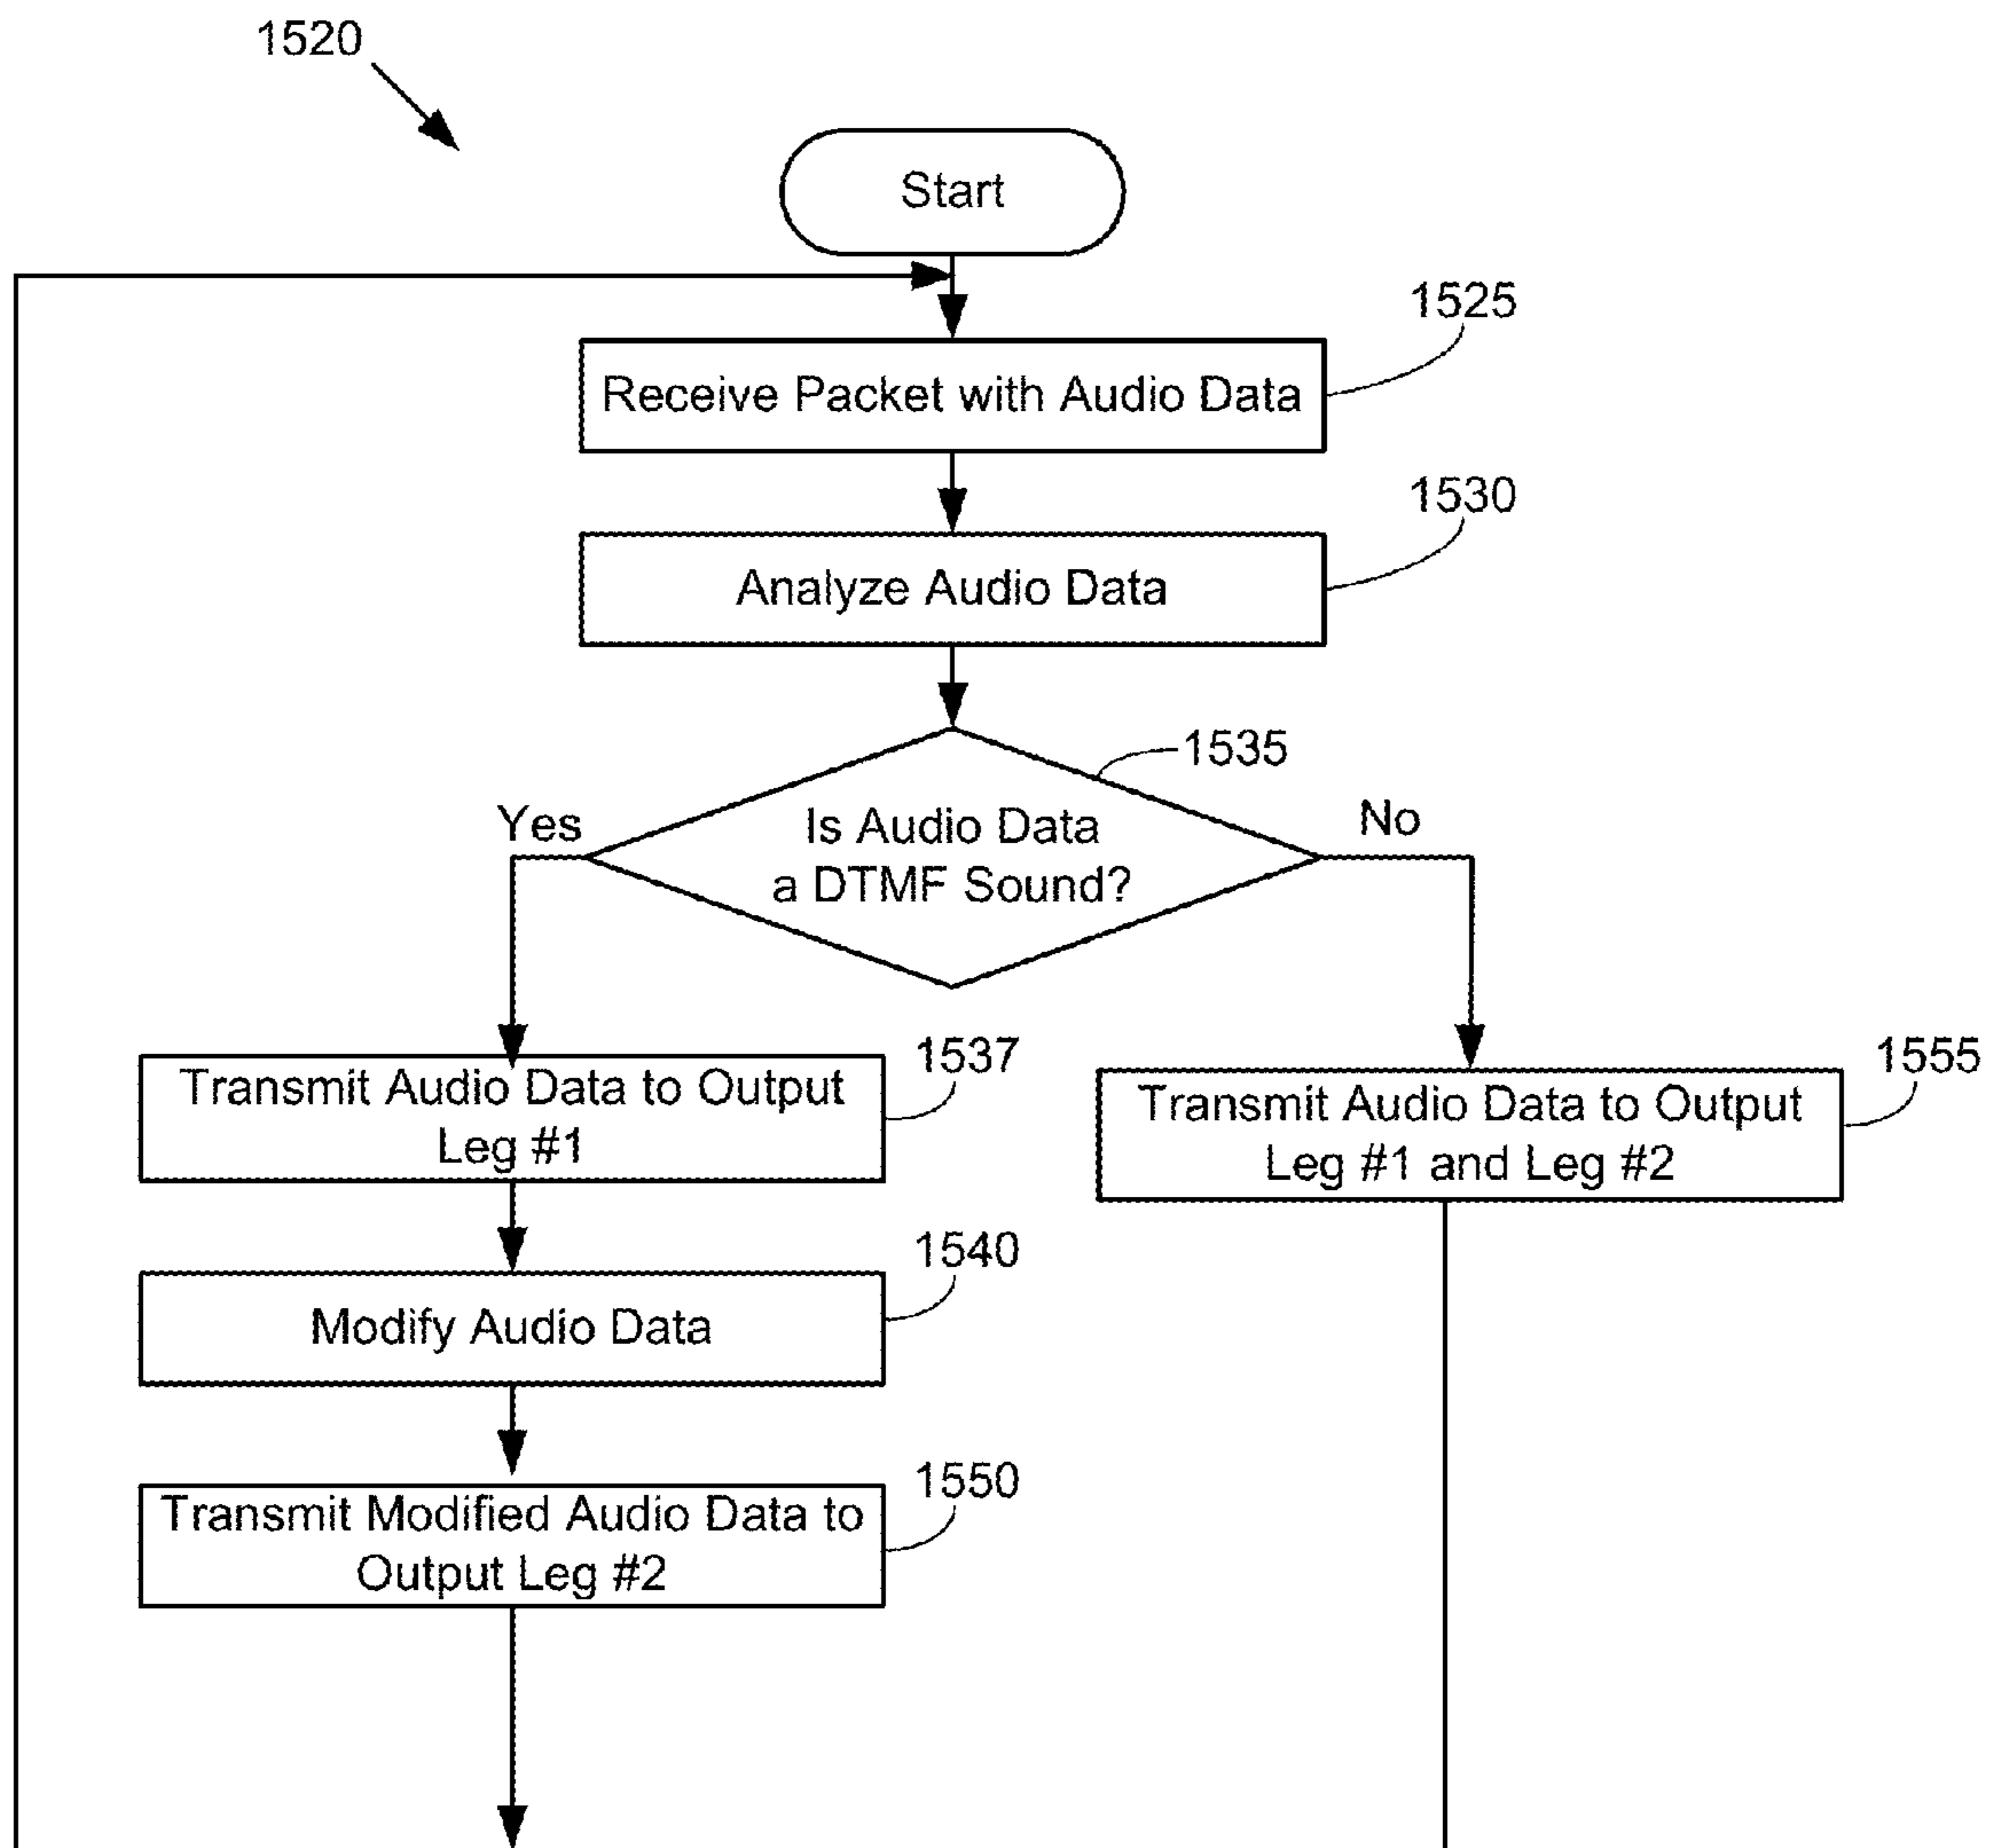 1520
Start
1525
Receive Packet with Audio Data
1530
Analyze Audio Data
1535
Is Audio Data
a DTMF Sound?
Yes
No
1537
Transmit Audio Data to Output
Leg #1
1555
Transmit Audio Data to Output
Leg #1 and Leg #2
1540
Modify Audio Data
1550
Transmit Modified Audio Data to
Output Leg #2